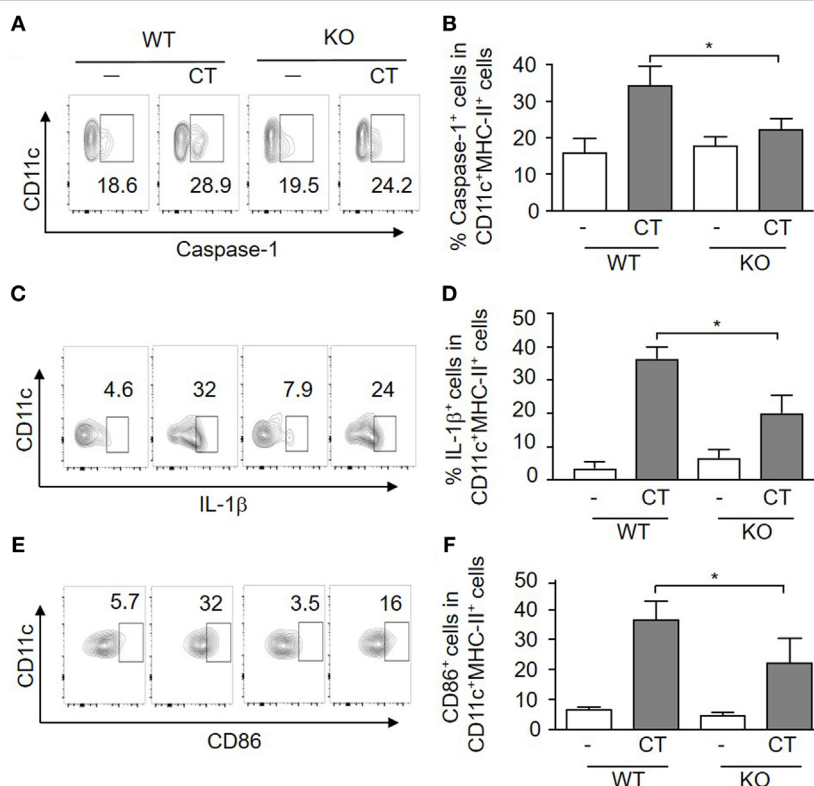 A
WT KO
— CT — CT
CD11c
18.6 28.9 19.5 24.2
Caspase-1
B
% Caspase-1⁺ cells in
CD11c⁺MHC-II⁺ cells
*
40
30
20
10
0
- CT - CT
WT KO
C
CD11c
4.6 32 7.9 24
IL-1β
D
% IL-1β⁺ cells in
CD11c⁺MHC-II⁺ cells
*
50
40
30
20
10
0
- CT - CT
WT KO
E
CD11c
5.7 32 3.5 16
CD86
F
CD86⁺ cells in
CD11c⁺MHC-II⁺ cells
*
50
40
30
20
10
0
- CT - CT
WT KO